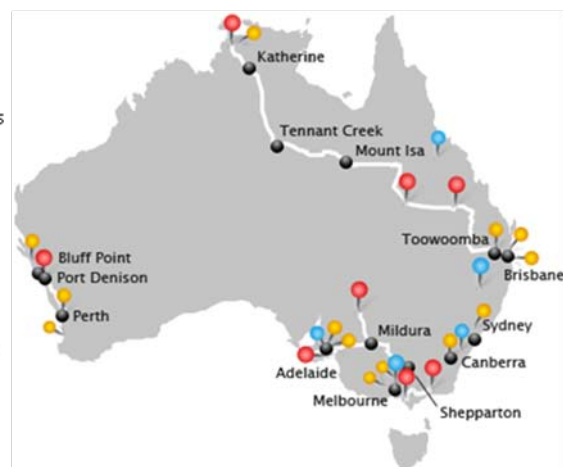 Katherine
s
Tennant Creek
Mount Isa
Toowoomba
Brisbane
Bluff Point
Port Denison
Perth
Mildura
Sydney
Adelaide
Canberra
Melbourne
Shepparton